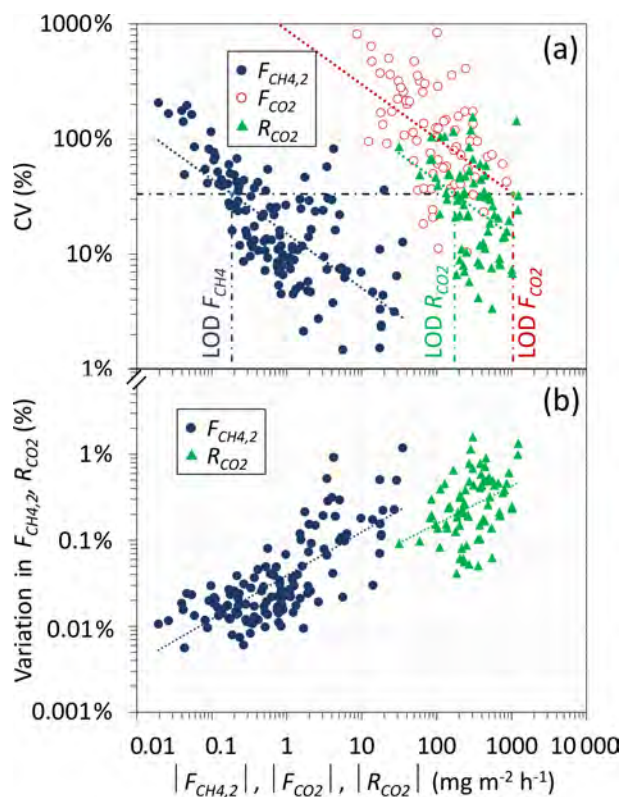 1000%
(a)
F_CH4,2
F_CO2
R_CO2
100%
CV (%)
10%
LOD F_CH4
LOD R_CO2
LOD F_CO2
1%
(b)
F_CH4,2
R_CO2
Variation in F_CH4,2, R_CO2 (%)
1%
0.1%
0.01%
0.001%
0.01 0.1 1 10 100 1000 10 000
|F_CH4,2|, |F_CO2|, |R_CO2| (mg m⁻² h⁻¹)